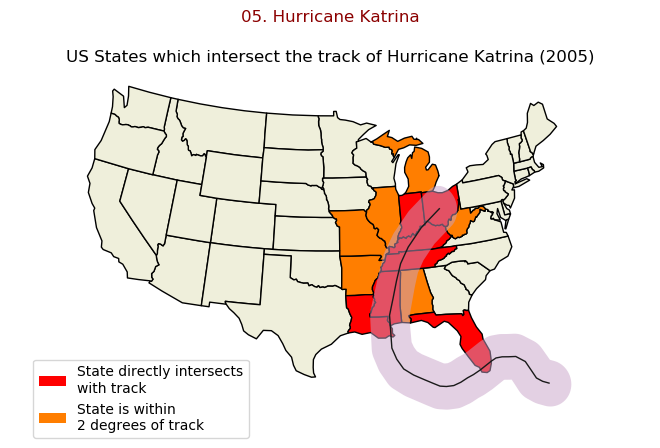 05. Hurricane Katrina
US States which intersect the track of Hurricane Katrina (2005)
State directly intersects
with track
State is within
2 degrees of track